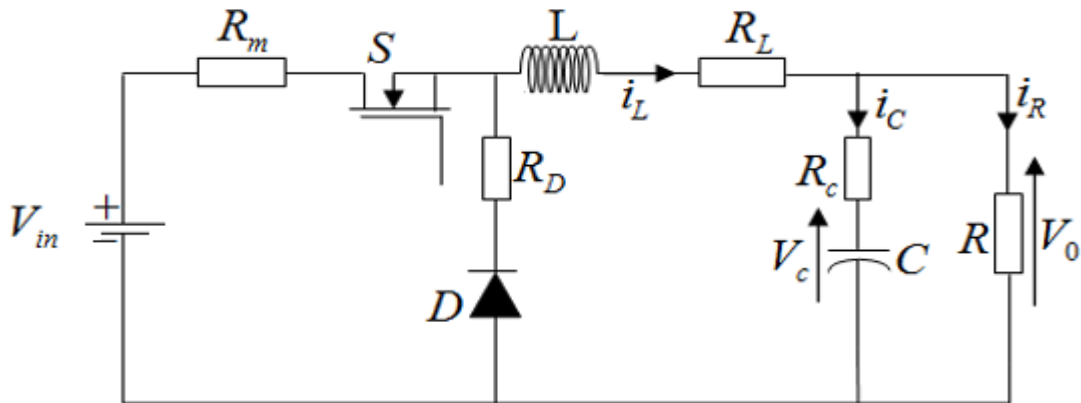 R_m
S
L
R_L
i_L
i_C
i_R
R_D
R_c
V_in
+
−
V_c
C
R
V_0
D